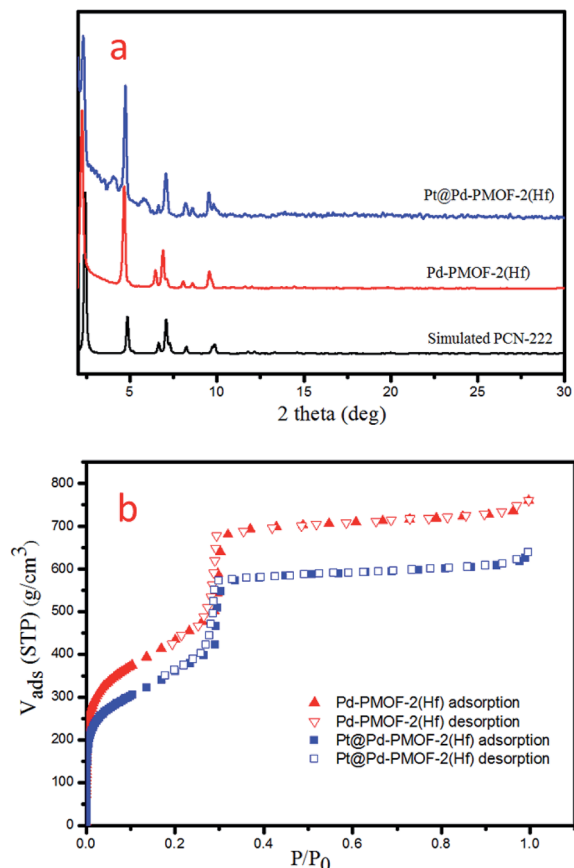 a
Pt@Pd-PMOF-2(Hf)
Pd-PMOF-2(Hf)
Simulated PCN-222
5 10 15 20 25 30
2 theta (deg)
b
800
700
600
500
400
300
200
100
0
V_ads (STP) (g/cm³)
Pd-PMOF-2(Hf) adsorption
Pd-PMOF-2(Hf) desorption
Pt@Pd-PMOF-2(Hf) adsorption
Pt@Pd-PMOF-2(Hf) desorption
0.0 0.2 0.4 0.6 0.8 1.0
P/P₀